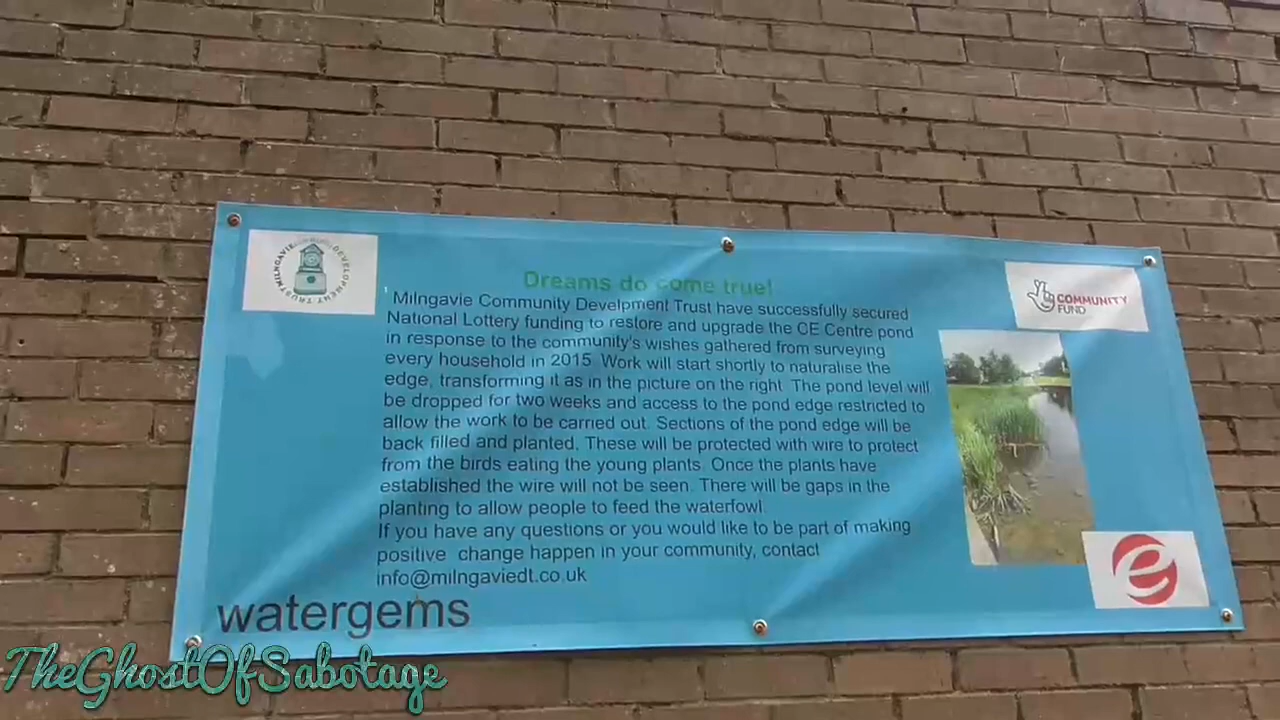 MILNGAVIE COMMUNITY DEVELOPMENT TRUST
COMMUNITY
FUND
Dreams do come true!
Milngavie Community Develpment Trust have successfully secured
National Lottery funding to restore and upgrade the CE Centre pond
in response to the community's wishes gathered from surveying
every household in 2015. Work will start shortly to naturalise the
edge, transforming it as in the picture on the right. The pond level will
be dropped for two weeks and access to the pond edge restricted to
allow the work to be carried out. Sections of the pond edge will be
back filled and planted. These will be protected with wire to protect
from the birds eating the young plants. Once the plants have
established the wire will not be seen. There will be gaps in the
planting to allow people to feed the waterfowl.
If you have any questions or you would like to be part of making
positive change happen in your community, contact
info@milngaviedt.co.uk
e
watergems
TheGhostOfSabotage